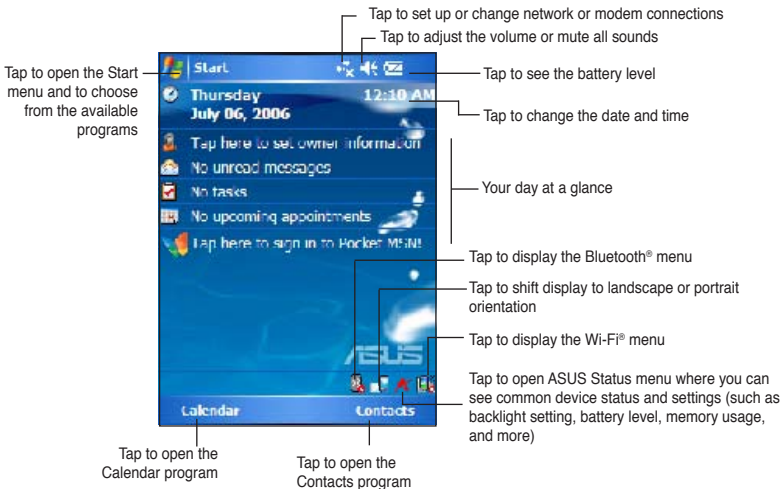 Tap to set up or change network or modem connections
Tap to adjust the volume or mute all sounds
Tap to open the Start
menu and to choose
from the available
programs
Start
Tap to see the battery level
Thursday
12:10 AM
July 06, 2006
Tap to change the date and time
Tap here to set owner information
No unread messages
No tasks
No upcoming appointments
Tap here to sign in to Pocket MSN!
Your day at a glance
Tap to display the Bluetooth® menu
Tap to shift display to landscape or portrait
orientation
Tap to display the Wi-Fi® menu
ASUS
Tap to open ASUS Status menu where you can
see common device status and settings (such as
backlight setting, battery level, memory usage,
and more)
Calendar
Contacts
Tap to open the
Calendar program
Tap to open the
Contacts program